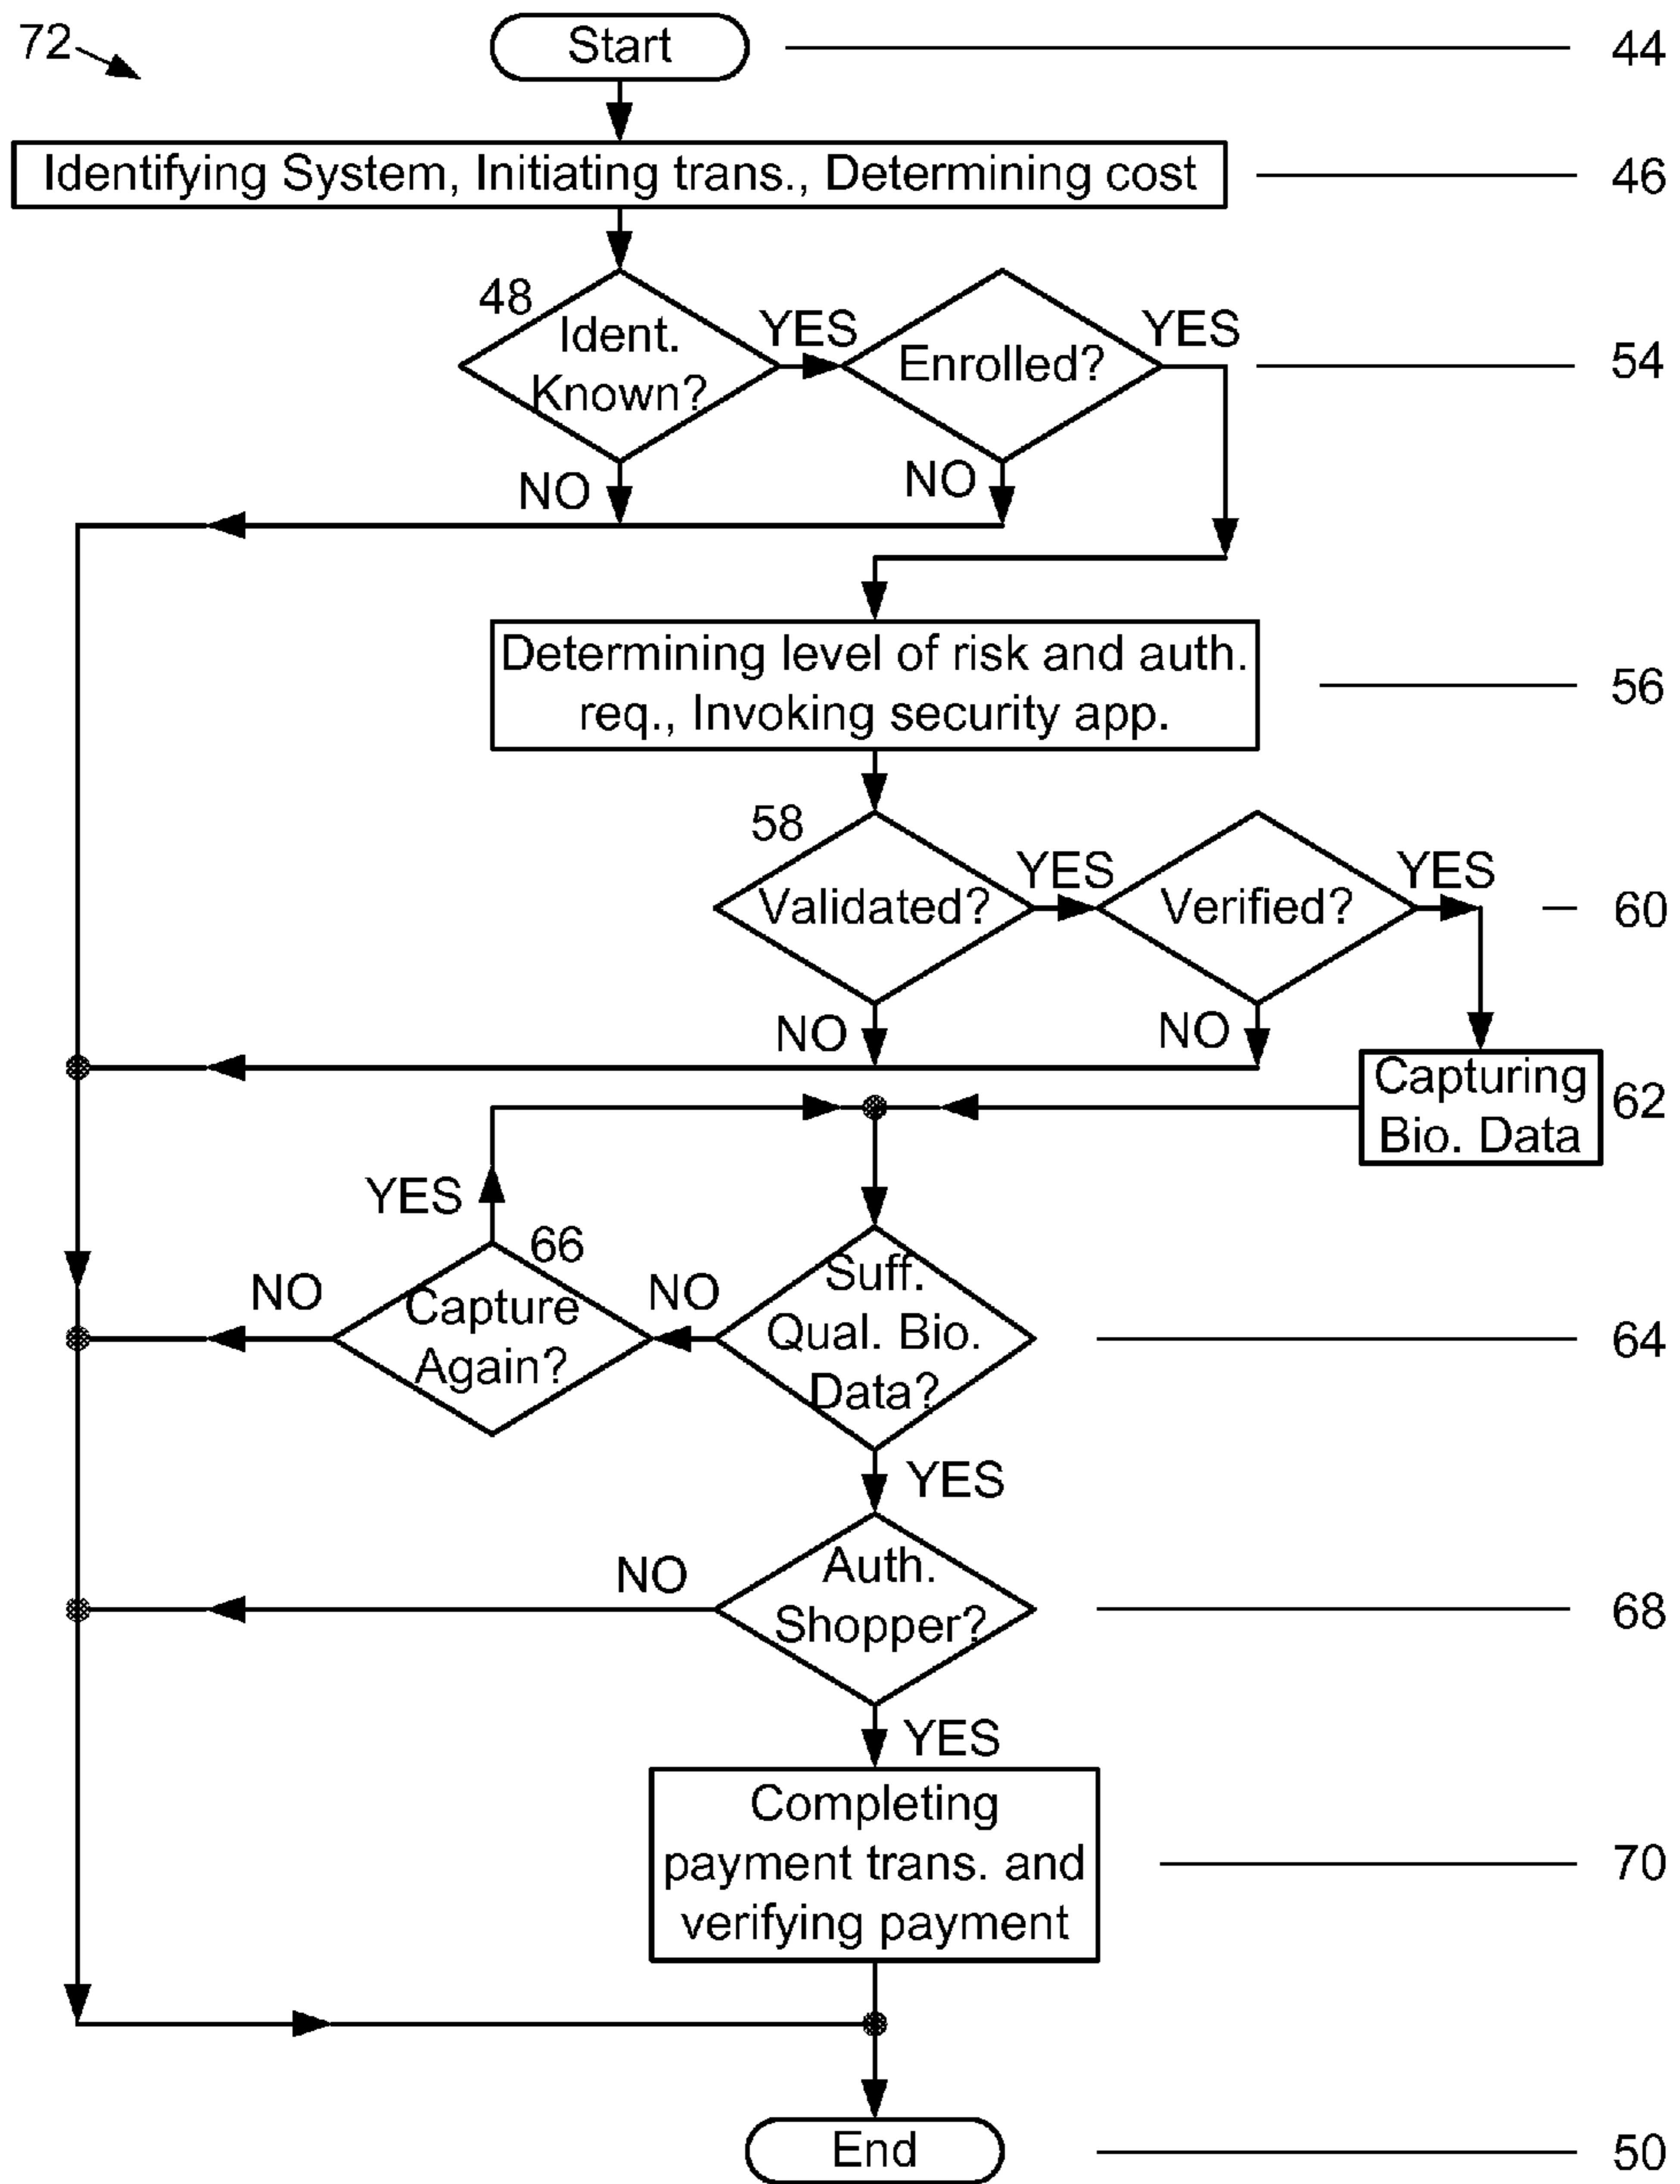 72
Start
44
Identifying System, Initiating trans., Determining cost
46
48
Ident.
Known?
YES
Enrolled?
YES
54
NO
NO
Determining level of risk and auth.
req., Invoking security app.
56
58
Validated?
YES
Verified?
YES
60
NO
NO
Capturing
Bio. Data
62
YES
66
NO
Capture
Again?
NO
Suff.
Qual. Bio.
Data?
64
YES
NO
Auth.
Shopper?
68
YES
Completing
payment trans. and
verifying payment
70
End
50